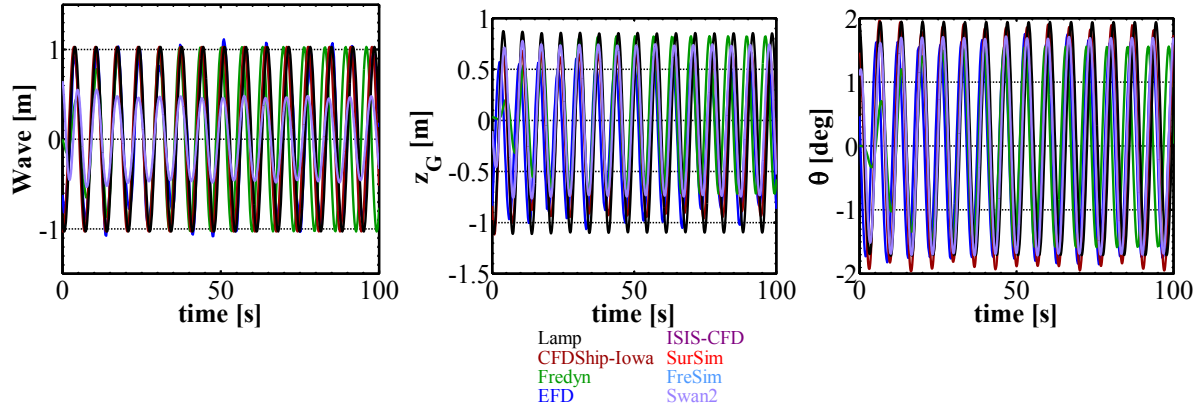 Wave [m]
1
0
-1
0
50
100
time [s]
z_G [m]
1
0.5
0
-0.5
-1
-1.5
0
50
100
time [s]
θ [deg]
2
1
0
-1
-2
0
50
100
time [s]
Lamp
ISIS-CFD
CFDShip-Iowa
SurSim
Fredyn
FreSim
EFD
Swan2